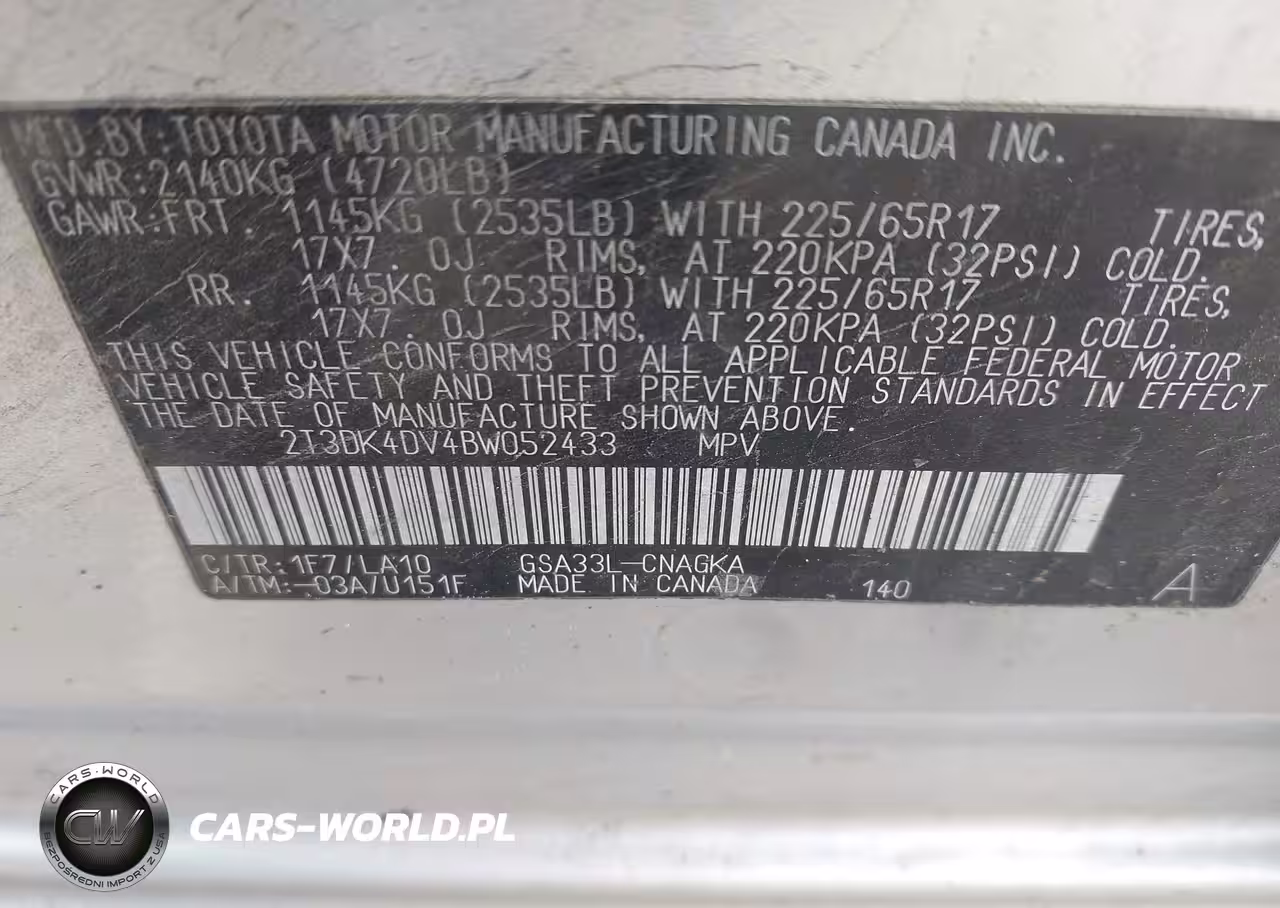 MFD BY:TOYOTA MOTOR MANUFACTURING CANADA INC.
GVWR:2140KG (4720LB)
GAWR:FRT. 1145KG (2535LB) WITH 225/65R17 TIRES,
17X7. 0J RIMS, AT 220KPA (32PSI) COLD.
RR. 1145KG (2535LB) WITH 225/65R17 TIRES,
17X7. 0J RIMS, AT 220KPA (32PSI) COLD.
THIS VEHICLE CONFORMS TO ALL APPLICABLE FEDERAL MOTOR
VEHICLE SAFETY AND THEFT PREVENTION STANDARDS IN EFFECT
THE DATE OF MANUFACTURE SHOWN ABOVE.
2T3DK4DV4BW052433 MPV
C/TR:1F7/LA10 GSA33L-CNAGKA
A/TM:-03A/U151F MADE IN CANADA 140 A
CARS-WORLD
CW
BEZPOŚREDNI IMPORT Z USA
CARS-WORLD.PL